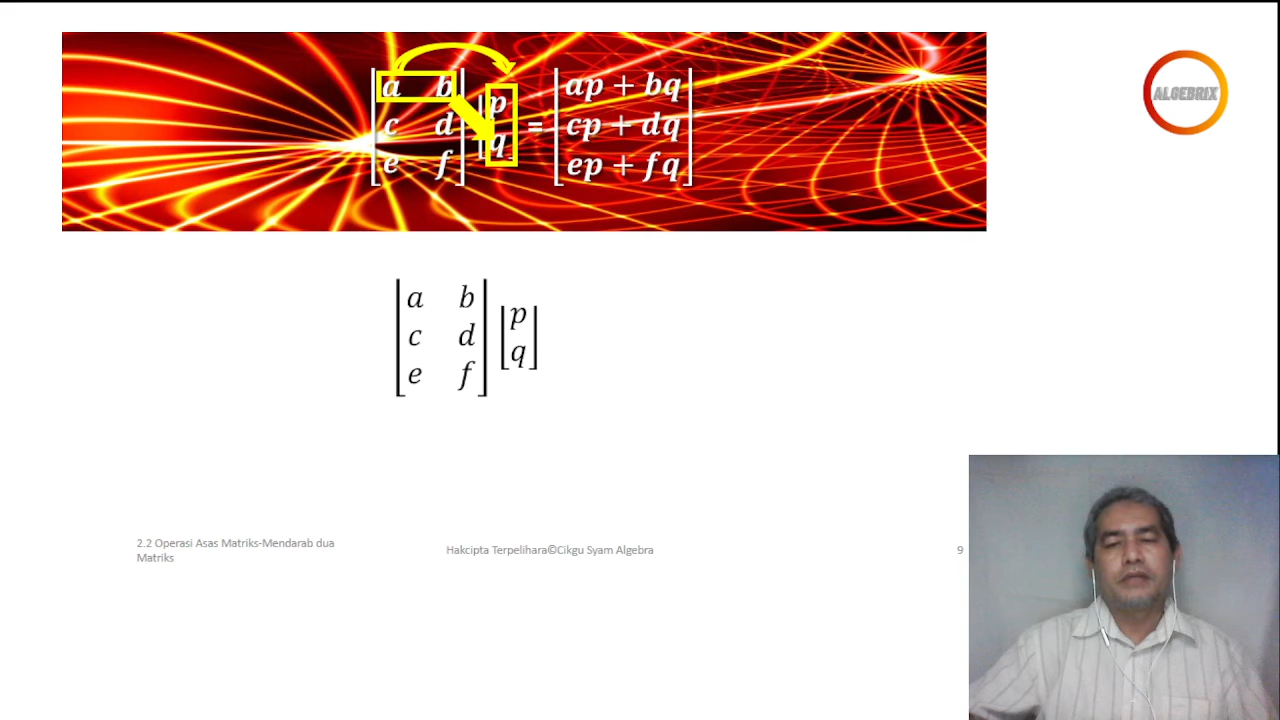 ALGEBRIX
a b
c d
e f
p
q
=
ap + bq
cp + dq
ep + fq
a b
c d
e f
p
q
2.2 Operasi Asas Matriks-Mendarab dua
Matriks
Hakcipta Terpelihara©Cikgu Syam Algebra
9